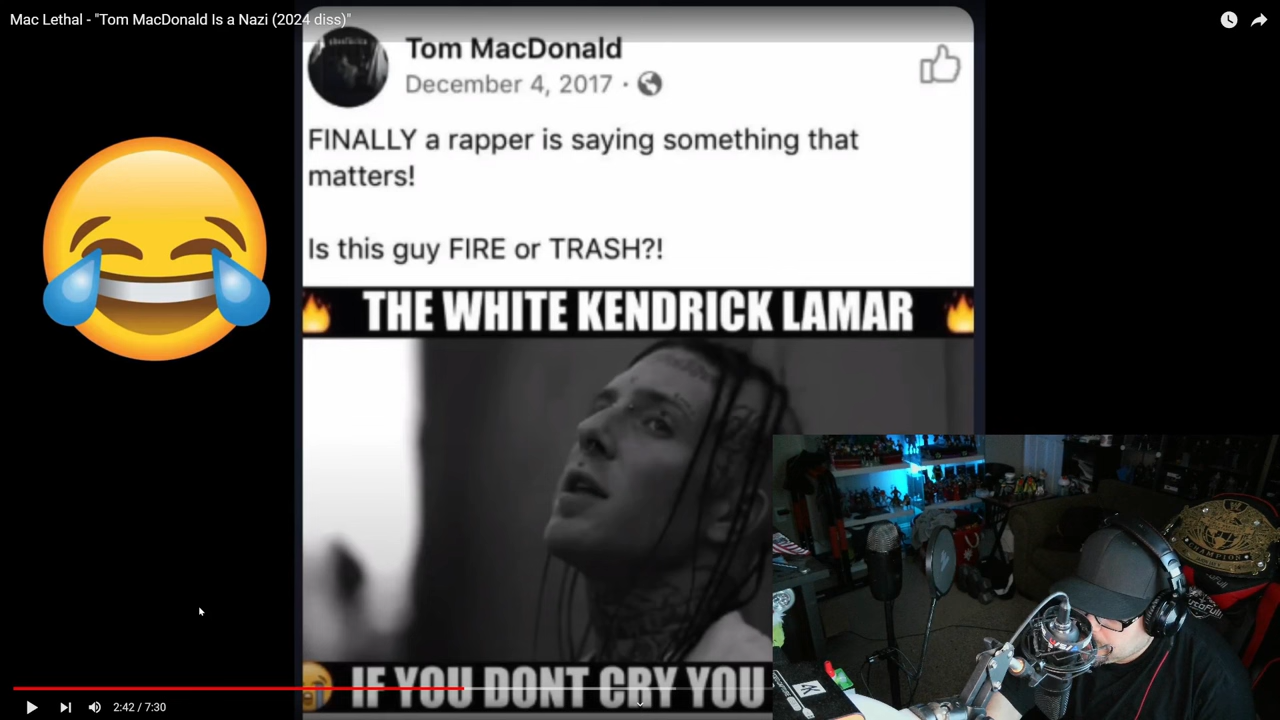 Mac Lethal - "Tom MacDonald Is a Nazi (2024 diss)"
Tom MacDonald
December 4, 2017 ·
FINALLY a rapper is saying something that
matters!
Is this guy FIRE or TRASH?!
THE WHITE KENDRICK LAMAR
IF YOU DONT CRY YOU
CHAMPION
2:42 / 7:30